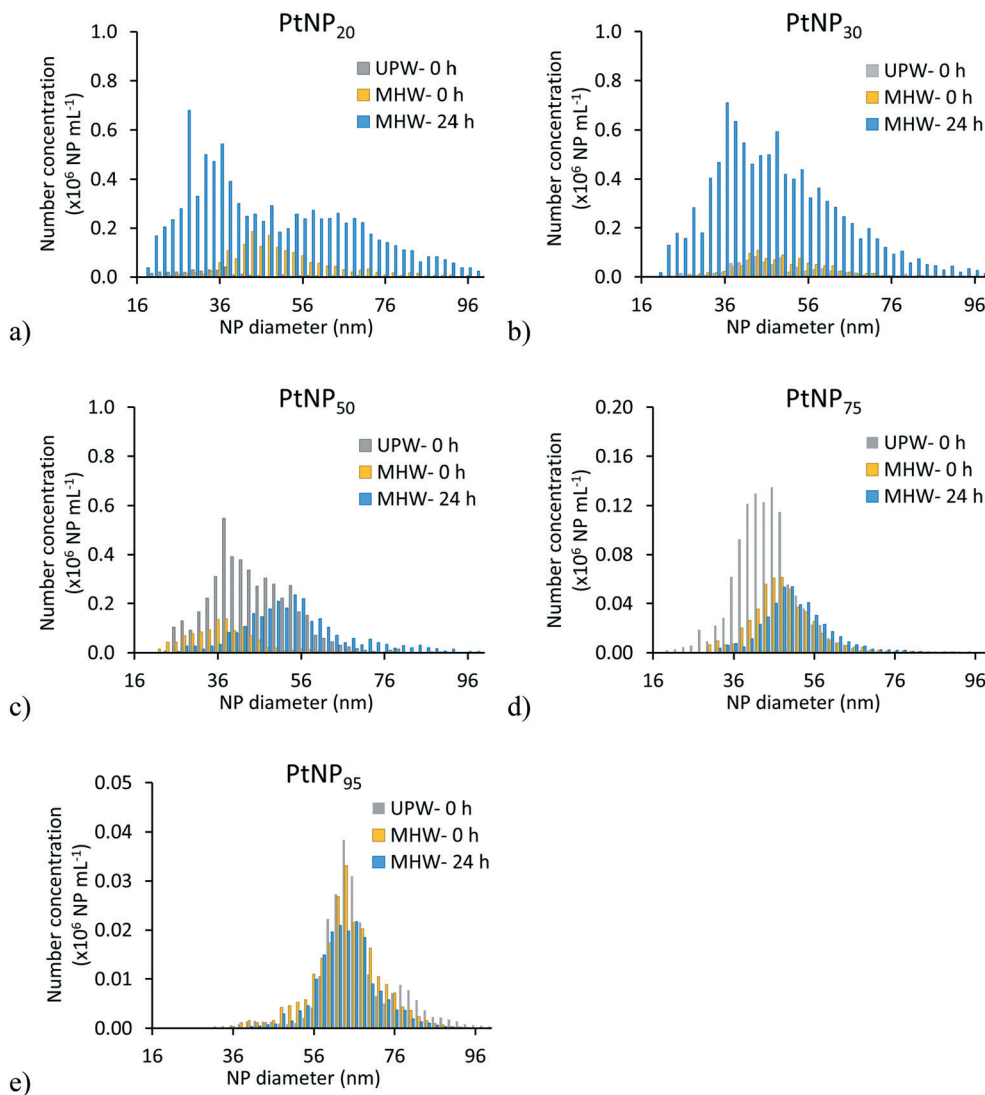 PtNP₂₀
Number concentration
(x10⁶ NP mL⁻¹)
1.0
0.8
0.6
0.4
0.2
0.0
UPW- 0 h
MHW- 0 h
MHW- 24 h
16 36 56 76 96
NP diameter (nm)
a)
PtNP₃₀
Number concentration
(x10⁶ NP mL⁻¹)
1.0
0.8
0.6
0.4
0.2
0.0
UPW- 0 h
MHW- 0 h
MHW- 24 h
16 36 56 76 96
NP diameter (nm)
b)
PtNP₅₀
Number concentration
(x10⁶ NP mL⁻¹)
1.0
0.8
0.6
0.4
0.2
0.0
UPW- 0 h
MHW- 0 h
MHW- 24 h
16 36 56 76 96
NP diameter (nm)
c)
PtNP₇₅
Number concentration
(x10⁶ NP mL⁻¹)
0.20
0.16
0.12
0.08
0.04
0.00
UPW- 0 h
MHW- 0 h
MHW- 24 h
16 36 56 76 96
NP diameter (nm)
d)
PtNP₉₅
Number concentration
(x10⁶ NP mL⁻¹)
0.05
0.04
0.03
0.02
0.01
0.00
UPW- 0 h
MHW- 0 h
MHW- 24 h
16 36 56 76 96
NP diameter (nm)
e)